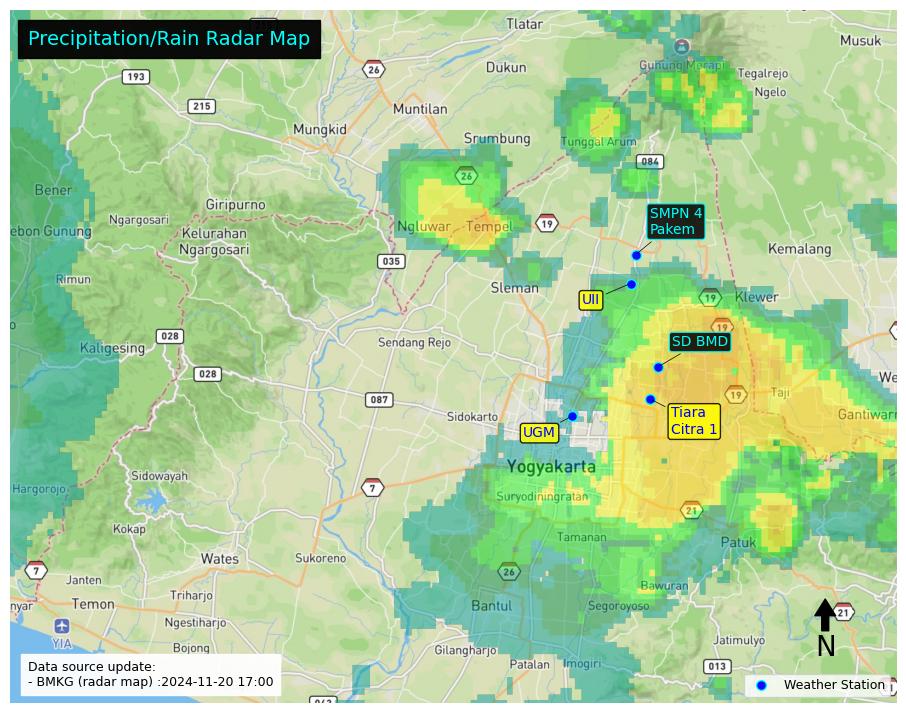 Precipitation/Rain Radar Map
Tlatar
Musuk
26
Dukun
Gunung Merapi
Tegalrejo
193
Ngelo
215
Muntilan
Mungkid
Srumbung
Tunggal Arum
084
Bener
26
Giripurno
SMPN 4
Pakem
Ngargosari
Ngluwar
Tempel
19
ebon Gunung
Kelurahan
Ngargosari
Kemalang
035
Rimun
Sleman
UII
19
Klewer
19
028
Sendang Rejo
SD BMD
Kaligesing
028
087
19
Taji
Sidokarto
Tiara
Citra 1
Gantiwarn
UGM
Yogyakarta
Sidowayah
7
Hargorojo
Suryodiningratan
21
Kokap
Tamanan
Patuk
Wates
Sukoreno
7
26
Janten
Bawuran
Triharjo
Temon
Bantul
Segoroyoso
21
nyar
Ngestiharjo
YIA
N
Bojong
Gilangharjo
Jatimulyo
Data source update:
- BMKG (radar map) :2024-11-20 17:00
Patalan
Imogiri
013
Weather Station